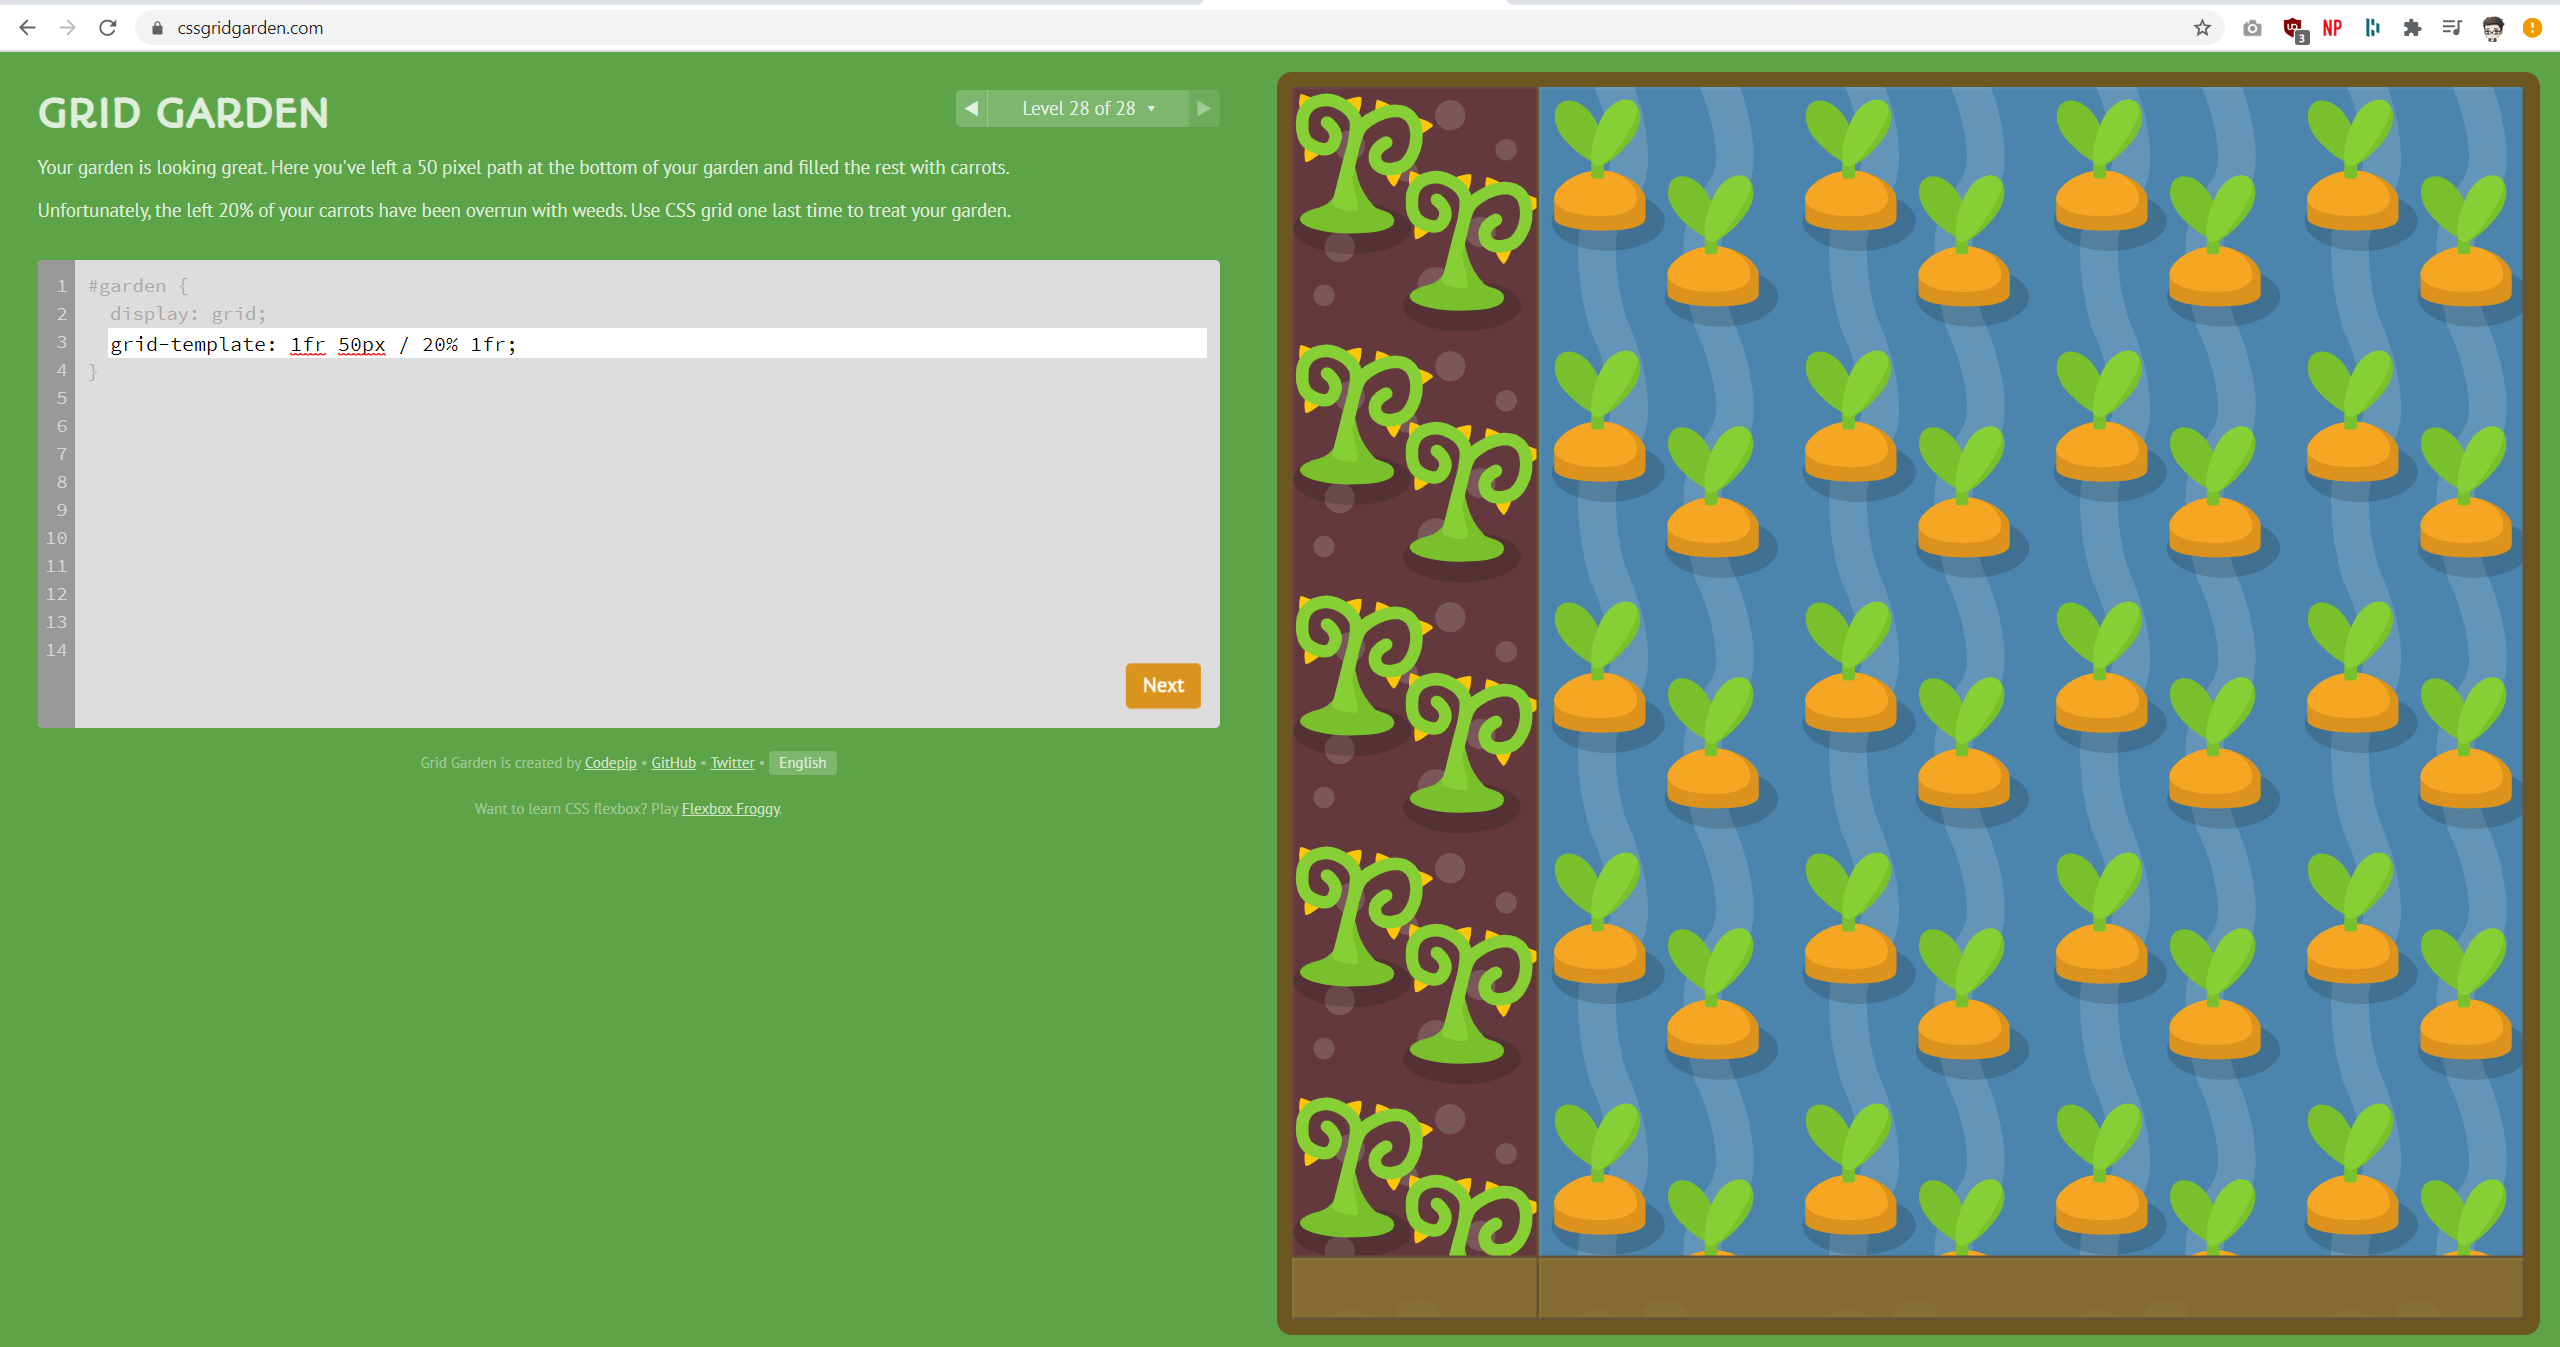 cssgridgarden.com
3
NP
GRID GARDEN
◀ Level 28 of 28 ▼ ▶
Your garden is looking great. Here you've left a 50 pixel path at the bottom of your garden and filled the rest with carrots.
Unfortunately, the left 20% of your carrots have been overrun with weeds. Use CSS grid one last time to treat your garden.
1 #garden {
2 display: grid;
3 grid-template: 1fr 50px / 20% 1fr;
4 }
5
6
7
8
9
10
11
12
13
14
Next
Grid Garden is created by Codepip • GitHub • Twitter • English
Want to learn CSS flexbox? Play Flexbox Froggy.